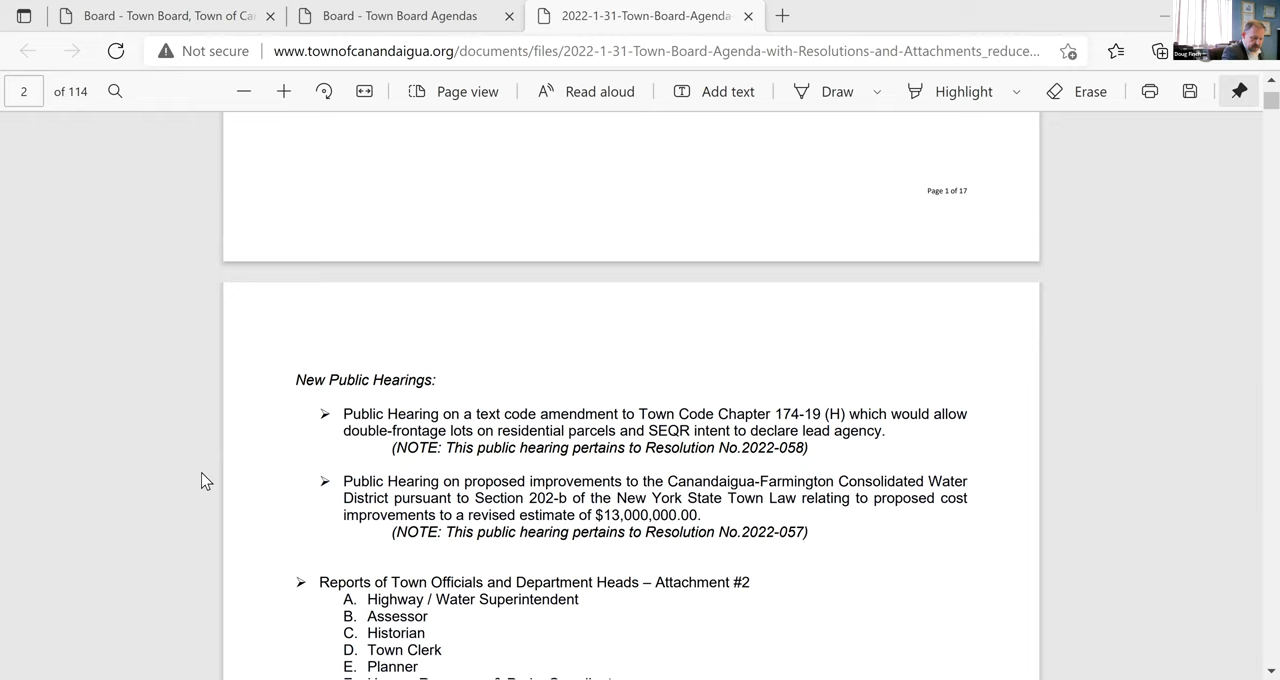 Board - Town Board, Town of Ca
Board - Town Board Agendas
2022-1-31-Town-Board-Agenda-
Not secure
www.townofcanandaigua.org/documents/files/2022-1-31-Town-Board-Agenda-with-Resolutions-and-Attachments_reduce...
Doug Finch
2 of 114
Page view
Read aloud
Add text
Draw
Highlight
Erase
Page 1 of 17
New Public Hearings:
Public Hearing on a text code amendment to Town Code Chapter 174-19 (H) which would allow
double-frontage lots on residential parcels and SEQR intent to declare lead agency.
(NOTE: This public hearing pertains to Resolution No.2022-058)
Public Hearing on proposed improvements to the Canandaigua-Farmington Consolidated Water
District pursuant to Section 202-b of the New York State Town Law relating to proposed cost
improvements to a revised estimate of $13,000,000.00.
(NOTE: This public hearing pertains to Resolution No.2022-057)
Reports of Town Officials and Department Heads – Attachment #2
A. Highway / Water Superintendent
B. Assessor
C. Historian
D. Town Clerk
E. Planner